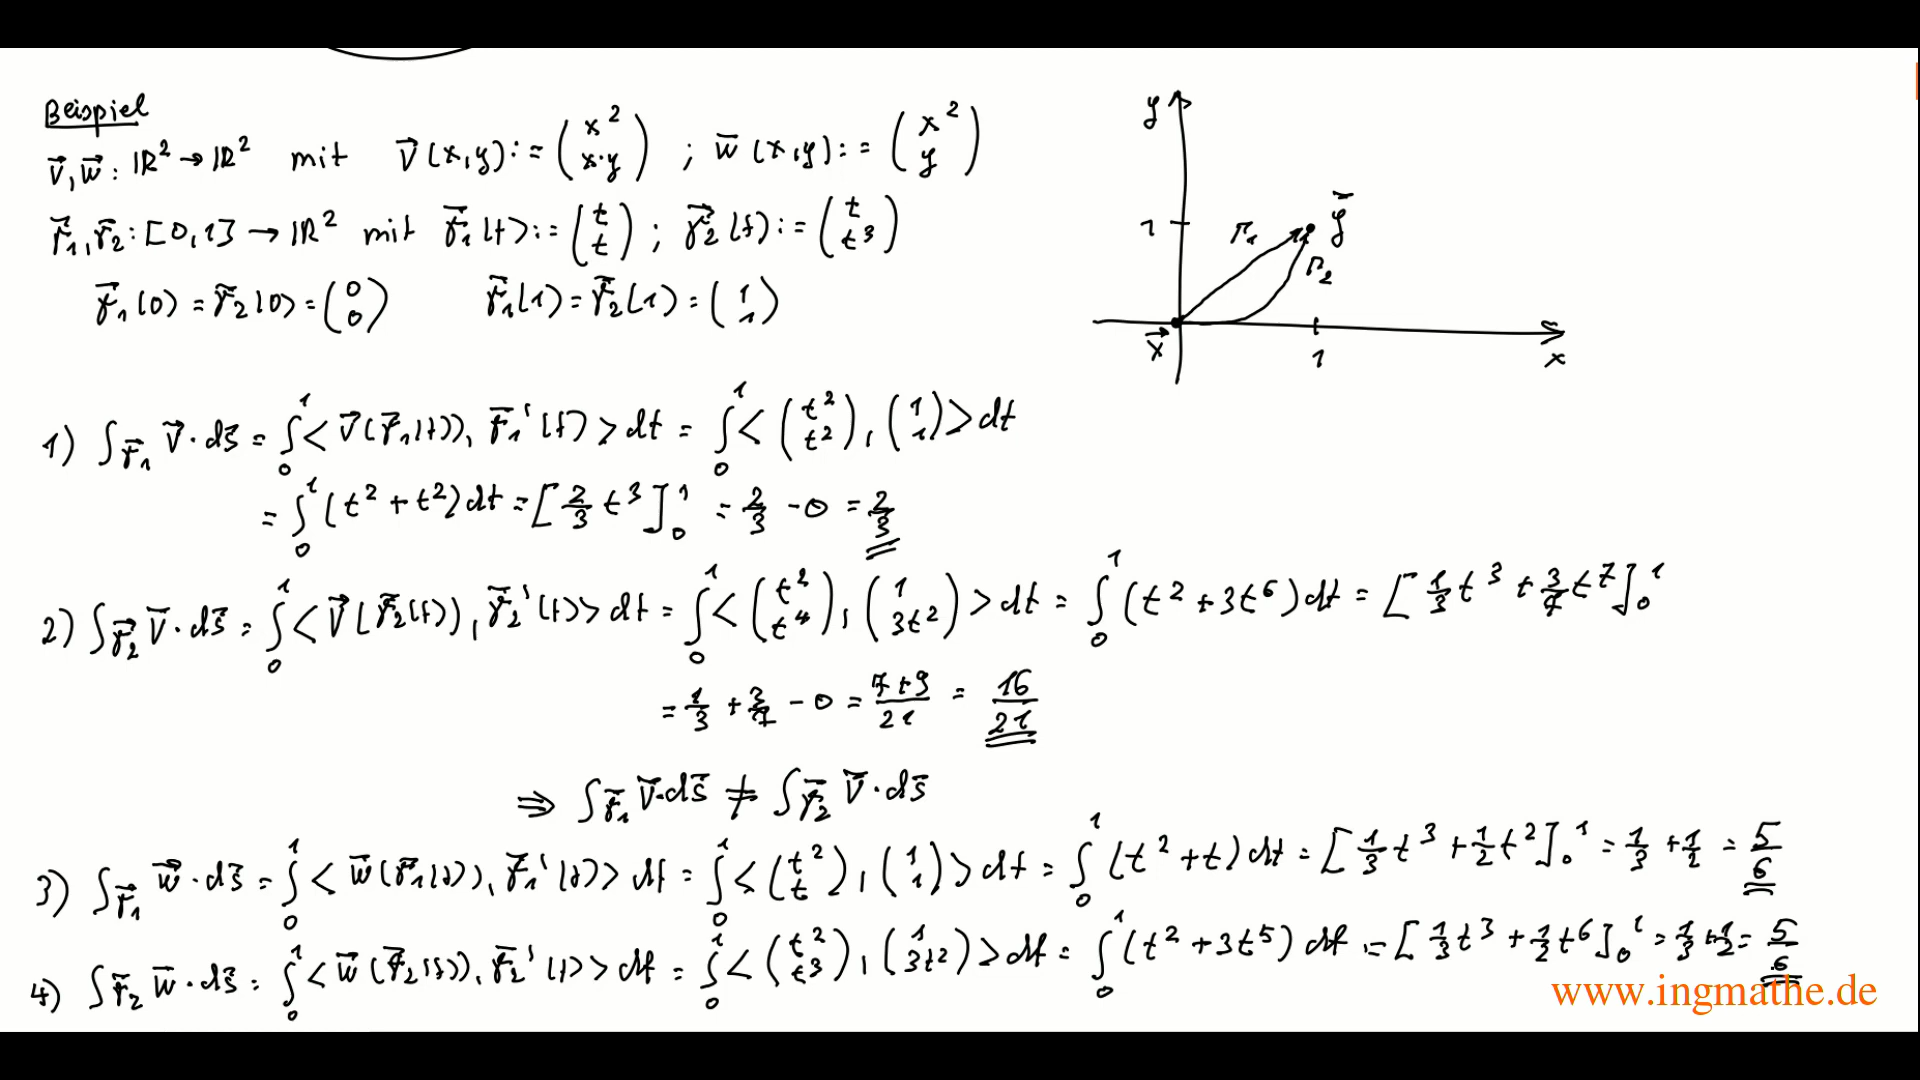 Beispiel
v⃗, w⃗ : ℝ² → ℝ² mit v⃗(x,y) := (x² / x·y) ; w⃗(x,y) := (x² / y)
γ⃗₁, γ⃗₂ : [0,1] → ℝ² mit γ⃗₁(t) := (t / t) ; γ⃗₂(t) := (t / t³)
γ⃗₁(0) = γ⃗₂(0) = (0 / 0) γ⃗₁(1) = γ⃗₂(1) = (1 / 1)
y
1
Γ₁
y⃗
Γ₂
x⃗
1
x
1) ∫_γ⃗₁ v⃗ · ds⃗ = ∫₀¹ < v⃗(γ⃗₁(t)), γ⃗₁'(t) > dt = ∫₀¹ < (t² / t²), (1 / 1) > dt
= ∫₀¹ (t² + t²) dt = [2/3 t³]₀¹ = 2/3 - 0 = 2/3
2) ∫_γ⃗₂ v⃗ · ds⃗ = ∫₀¹ < v⃗(γ⃗₂(t)), γ⃗₂'(t) > dt = ∫₀¹ < (t² / t⁴), (1 / 3t²) > dt = ∫₀¹ (t² + 3t⁶) dt = [1/3 t³ + 3/7 t⁷]₀¹
= 1/3 + 3/7 - 0 = (7+9)/21 = 16/21
⇒ ∫_γ⃗₁ v⃗ · ds⃗ ≠ ∫_γ⃗₂ v⃗ · ds⃗
3) ∫_γ⃗₁ w⃗ · ds⃗ = ∫₀¹ < w⃗(γ⃗₁(t)), γ⃗₁'(t) > dt = ∫₀¹ < (t² / t), (1 / 1) > dt = ∫₀¹ (t² + t) dt = [1/3 t³ + 1/2 t²]₀¹ = 1/3 + 1/2 = 5/6
4) ∫_γ⃗₂ w⃗ · ds⃗ = ∫₀¹ < w⃗(γ⃗₂(t)), γ⃗₂'(t) > dt = ∫₀¹ < (t² / t³), (1 / 3t²) > dt = ∫₀¹ (t² + 3t⁵) dt = [1/3 t³ + 1/2 t⁶]₀¹ = 1/3 + 1/2 = 5/6
www.ingmathe.de